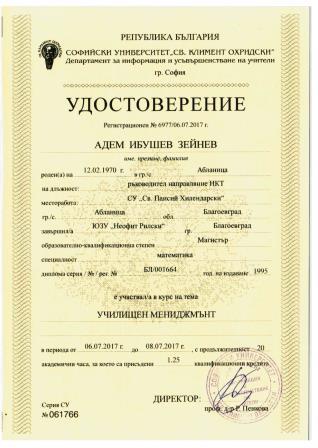 РЕПУБЛИКА БЪЛГАРИЯ
СОФИЙСКИ УНИВЕРСИТЕТ „СВ. КЛИМЕНТ ОХРИДСКИ"
Департамент за информация и усъвършенстване на учители
гр. София
УДОСТОВЕРЕНИЕ
Регистрационен № 6977/06.07.2017 г.
АДЕМ ИБУШЕВ ЗЕЙНЕВ
име, презиме, фамилия
роден(а) на 12.02.1970 г. в гр./с. Абланица
на длъжност: ръководител направление ИКТ
месторабота: СУ „Св. Паисий Хилендарски"
гр./с. Абланица обл. Благоевград
завършил/а ЮЗУ „Неофит Рилски" гр. Благоевград
образователно-квалификационна степен Магистър
специалност математика
диплома серия / № / рег. № БЛ/001664 год. на издаване 1995
е участвал/а в курс на тема
УЧИЛИЩЕН МЕНИДЖМЪНТ
в периода от 06.07.2017 г. до 08.07.2017 г. с продължителност 20
академични часа, за което са присъдени 1.25 квалификационни кредита
ДИРЕКТОР:
Серия СУ
№ 061766
проф. д-р Р. Пейкова